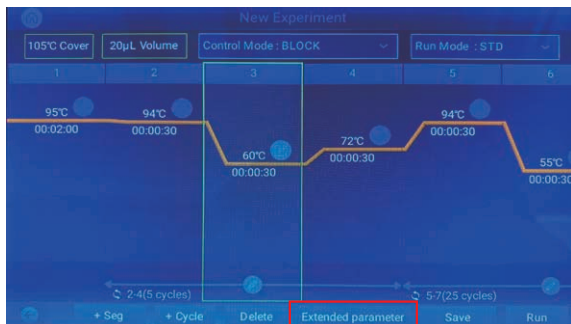 New Experiment
105℃ Cover
20μL Volume
Control Mode : BLOCK
Run Mode : STD
1
2
3
4
5
6
95℃
00:02:00
94℃
00:00:30
60℃
00:00:30
72℃
00:00:30
94℃
00:00:30
55℃
00:00:30
2-4(5 cycles)
5-7(25 cycles)
+ Seg
+ Cycle
Delete
Extended parameter
Save
Run